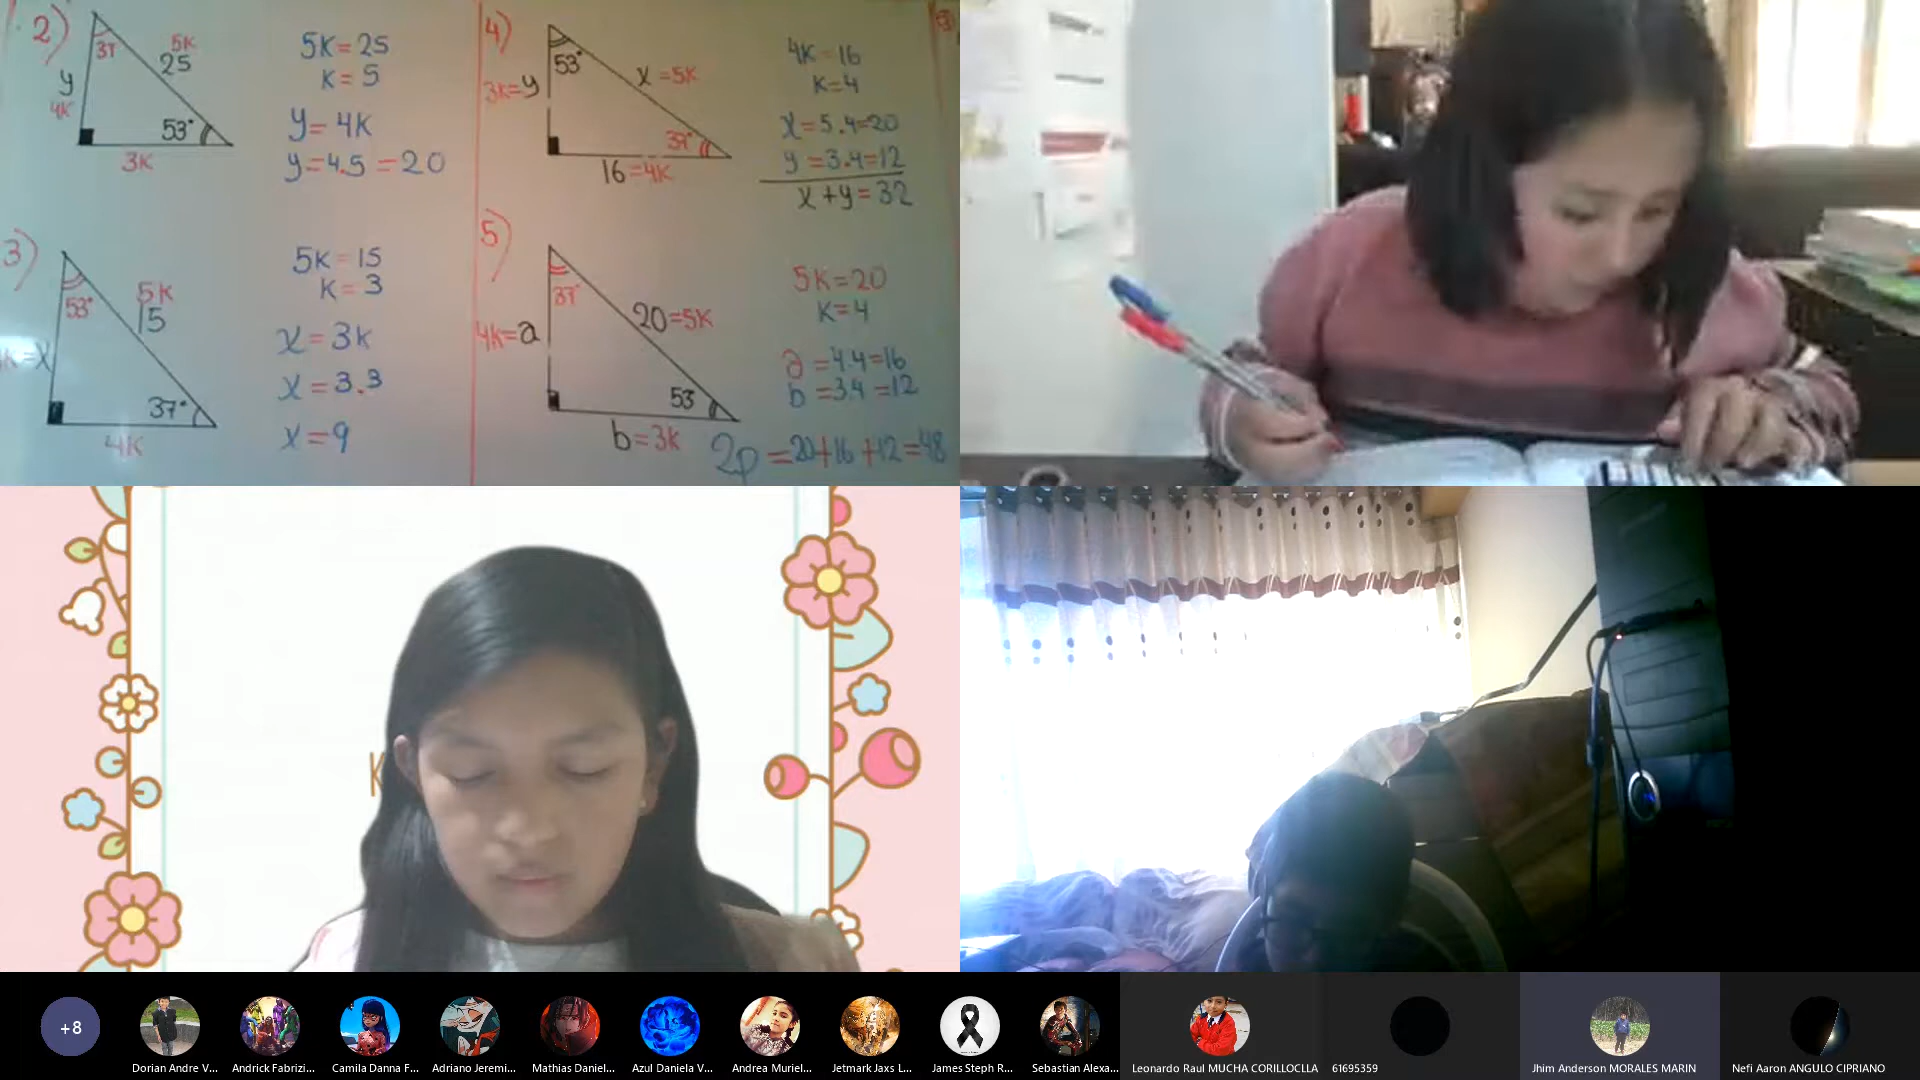 2)
37
5K
25
y
4K
53°
3K
5K=25
K=5
y=4K
y=4.5=20
3)
53°
5K
15
K=x
37°
4K
5K=15
K=3
x=3K
x=3.3
x=9
4)
53°
3K=y
x=5K
37°
16=4K
4K=16
K=4
x=5.4=20
y=3.4=12
x+y=32
5)
37°
4K=a
20=5K
53
b=3K
5K=20
K=4
a=4.4=16
b=3.4=12
2p=20+16+12=48
K
+8
Dorian Andre V...
Andrick Fabrizi...
Camila Danna F...
Adriano Jeremi...
Mathias Daniel...
Azul Daniela V...
Andrea Muriel...
Jetmark Jaxs L...
James Steph R...
Sebastian Alexa...
Leonardo Raul MUCHA CORILLOCLLA
61695359
Jhim Anderson MORALES MARIN
Nefi Aaron ANGULO CIPRIANO